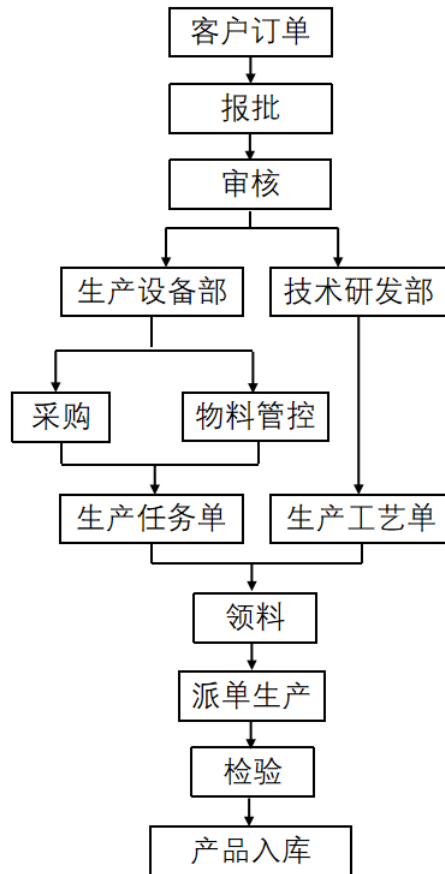 客户订单
报批
审核
生产设备部
技术研发部
采购
物料管控
生产任务单
生产工艺单
领料
派单生产
检验
产品入库